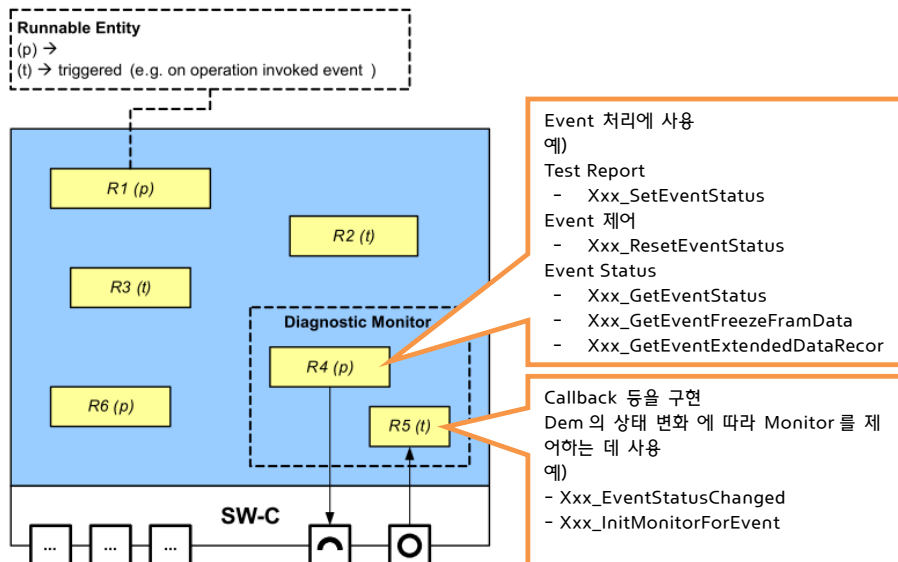 Runnable Entity
(p) →
(t) → triggered (e.g. on operation invoked event )
R1 (p)
R2 (t)
R3 (t)
Diagnostic Monitor
R4 (p)
R6 (p)
R5 (t)
SW-C
...
...
...
Event 처리에 사용
예)
Test Report
- Xxx_SetEventStatus
Event 제어
- Xxx_ResetEventStatus
Event Status
- Xxx_GetEventStatus
- Xxx_GetEventFreezeFramData
- Xxx_GetEventExtendedDataRecor
Callback 등을 구현
Dem 의 상태 변화 에 따라 Monitor 를 제
어하는 데 사용
예)
- Xxx_EventStatusChanged
- Xxx_InitMonitorForEvent